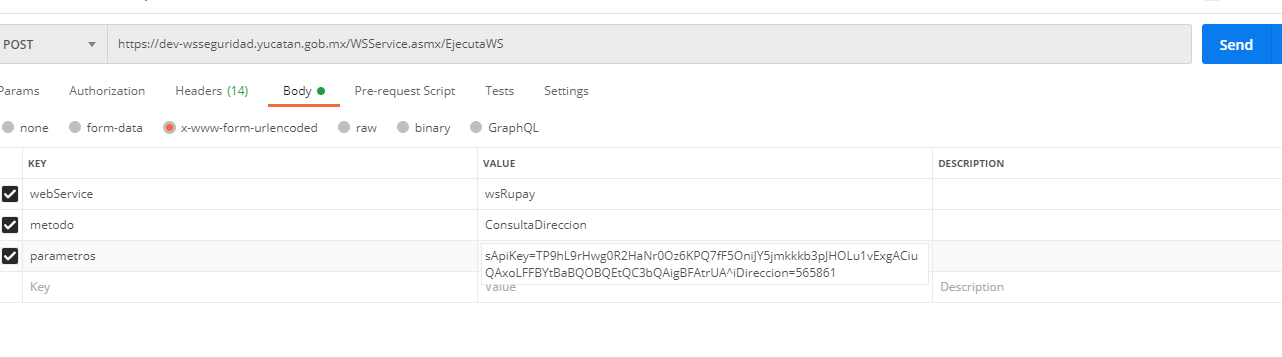 POST https://dev-wsseguridad.yucatan.gob.mx/WSService.asmx/EjecutaWS Send
Params Authorization Headers (14) Body Pre-request Script Tests Settings
none form-data x-www-form-urlencoded raw binary GraphQL
KEY VALUE DESCRIPTION
webService wsRupay
metodo ConsultaDireccion
parametros sApiKey=TP9hL9rHwg0R2HaNr0Oz6KPQ7fF5OniJY5jmkkkb3pJHOLu1vExgACiu
QAxoLFFBYtBaBQOBQEtQC3bQAigBFAtrUA^iDireccion=565861
Key Value Description